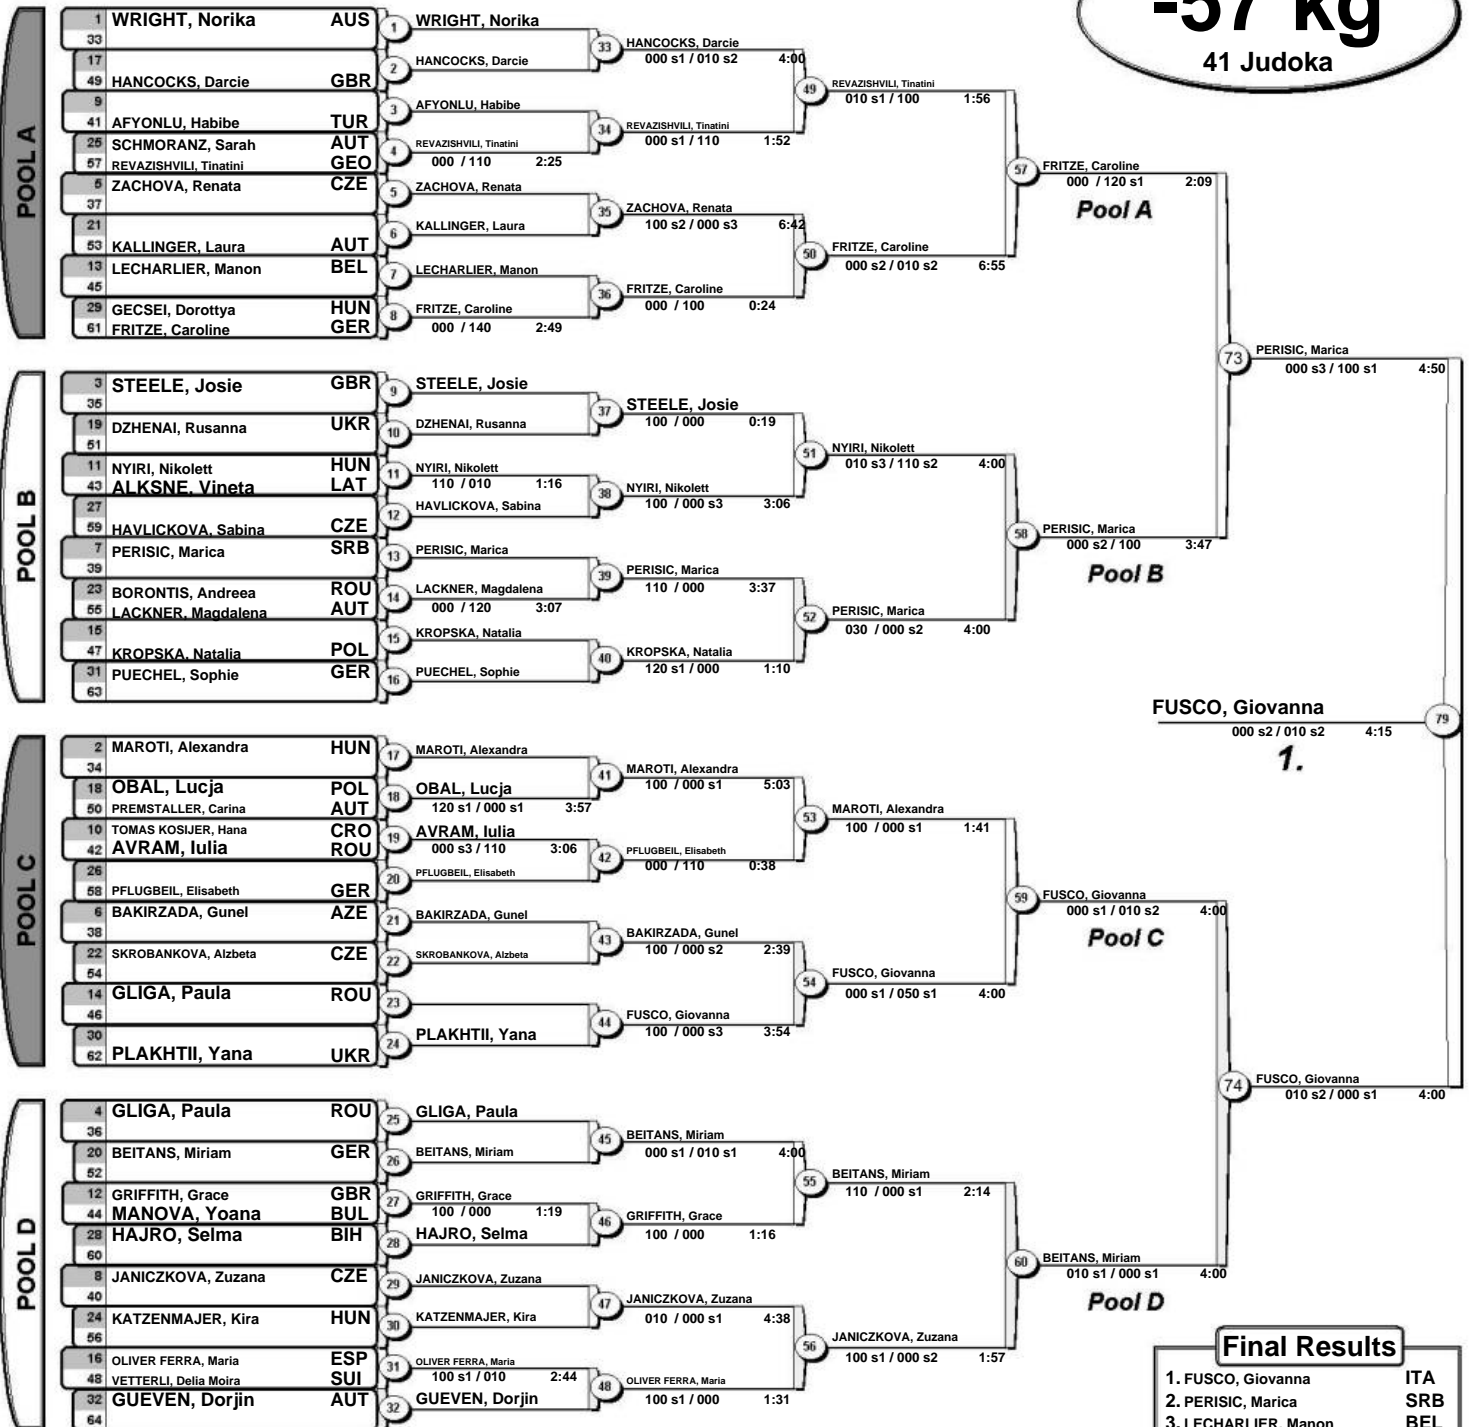 -57 kg
41 Judoka
POOL A
1 WRIGHT, Norika AUS
33
17
49 HANCOCKS, Darcie GBR
9
41 AFYONLU, Habibe TUR
25 SCHMORANZ, Sarah AUT
57 REVAZISHVILI, Tinatini GEO
5 ZACHOVA, Renata CZE
37
21
53 KALLINGER, Laura AUT
13 LECHARLIER, Manon BEL
45
29 GECSEI, Dorottya HUN
61 FRITZE, Caroline GER
1 WRIGHT, Norika
2 HANCOCKS, Darcie
3 AFYONLU, Habibe
4 REVAZISHVILI, Tinatini
000 / 110 2:25
5 ZACHOVA, Renata
6 KALLINGER, Laura
7 LECHARLIER, Manon
8 FRITZE, Caroline
000 / 140 2:49
33 HANCOCKS, Darcie
000 s1 / 010 s2 4:00
34 REVAZISHVILI, Tinatini
000 s1 / 110 1:52
35 ZACHOVA, Renata
100 s2 / 000 s3 6:42
36 FRITZE, Caroline
000 / 100 0:24
49 REVAZISHVILI, Tinatini
010 s1 / 100 1:56
50 FRITZE, Caroline
000 s2 / 010 s2 6:55
57 FRITZE, Caroline
000 / 120 s1 2:09
Pool A
POOL B
3 STEELE, Josie GBR
35
19 DZHENAI, Rusanna UKR
51
11 NYIRI, Nikolett HUN
43 ALKSNE, Vineta LAT
27
59 HAVLICKOVA, Sabina CZE
7 PERISIC, Marica SRB
39
23 BORONTIS, Andreea ROU
55 LACKNER, Magdalena AUT
15
47 KROPSKA, Natalia POL
31 PUECHEL, Sophie GER
63
9 STEELE, Josie
10 DZHENAI, Rusanna
11 NYIRI, Nikolett
110 / 010 1:16
12 HAVLICKOVA, Sabina
13 PERISIC, Marica
14 LACKNER, Magdalena
000 / 120 3:07
15 KROPSKA, Natalia
16 PUECHEL, Sophie
37 STEELE, Josie
100 / 000 0:19
38 NYIRI, Nikolett
100 / 000 s3 3:06
39 PERISIC, Marica
110 / 000 3:37
40 KROPSKA, Natalia
120 s1 / 000 1:10
51 NYIRI, Nikolett
010 s3 / 110 s2 4:00
52 PERISIC, Marica
030 / 000 s2 4:00
58 PERISIC, Marica
000 s2 / 100 3:47
Pool B
73 PERISIC, Marica
000 s3 / 100 s1 4:50
POOL C
2 MAROTI, Alexandra HUN
34
18 OBAL, Lucja POL
50 PREMSTALLER, Carina AUT
10 TOMAS KOSIJER, Hana CRO
42 AVRAM, Iulia ROU
26
58 PFLUGBEIL, Elisabeth GER
6 BAKIRZADA, Gunel AZE
38
22 SKROBANKOVA, Alzbeta CZE
54
14 GLIGA, Paula ROU
46
30
62 PLAKHTII, Yana UKR
17 MAROTI, Alexandra
18 OBAL, Lucja
120 s1 / 000 s1 3:57
19 AVRAM, Iulia
000 s3 / 110 3:06
20 PFLUGBEIL, Elisabeth
21 BAKIRZADA, Gunel
22 SKROBANKOVA, Alzbeta
23
24 PLAKHTII, Yana
41 MAROTI, Alexandra
100 / 000 s1 5:03
42 PFLUGBEIL, Elisabeth
000 / 110 0:38
43 BAKIRZADA, Gunel
100 / 000 s2 2:39
44 FUSCO, Giovanna
100 / 000 s3 3:54
53 MAROTI, Alexandra
100 / 000 s1 1:41
54 FUSCO, Giovanna
000 s1 / 050 s1 4:00
59 FUSCO, Giovanna
000 s1 / 010 s2 4:00
Pool C
FUSCO, Giovanna 79
000 s2 / 010 s2 4:15
1.
POOL D
4 GLIGA, Paula ROU
36
20 BEITANS, Miriam GER
52
12 GRIFFITH, Grace GBR
44 MANOVA, Yoana BUL
28 HAJRO, Selma BIH
60
8 JANICZKOVA, Zuzana CZE
40
24 KATZENMAJER, Kira HUN
56
16 OLIVER FERRA, Maria ESP
48 VETTERLI, Delia Moira SUI
32 GUEVEN, Dorjin AUT
64
25 GLIGA, Paula
26 BEITANS, Miriam
27 GRIFFITH, Grace
100 / 000 1:19
28 HAJRO, Selma
29 JANICZKOVA, Zuzana
30 KATZENMAJER, Kira
31 OLIVER FERRA, Maria
100 s1 / 010 2:44
32 GUEVEN, Dorjin
45 BEITANS, Miriam
000 s1 / 010 s1 4:00
46 GRIFFITH, Grace
100 / 000 1:16
47 JANICZKOVA, Zuzana
010 / 000 s1 4:38
48 OLIVER FERRA, Maria
100 s1 / 000 1:31
55 BEITANS, Miriam
110 / 000 s1 2:14
56 JANICZKOVA, Zuzana
100 s1 / 000 s2 1:57
60 BEITANS, Miriam
010 s1 / 000 s1 4:00
Pool D
74 FUSCO, Giovanna
010 s2 / 000 s1 4:00
Final Results
1. FUSCO, Giovanna ITA
2. PERISIC, Marica SRB
3. LECHARLIER, Manon BEL